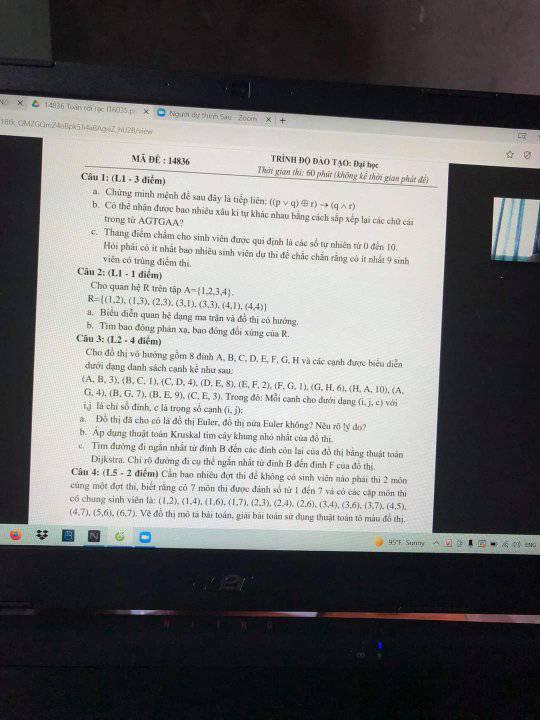 14836 Toán rời rạc
Người dự thính Sau - Zoom
MÃ ĐỀ : 14836
TRÌNH ĐỘ ĐÀO TẠO: Đại học
Thời gian thi: 60 phút (không kể thời gian phát đề)
Câu 1: (L1 - 3 điểm)
a. Chứng minh mệnh đề sau đây là tiếp liên: ((p ∨ q) ⊕ r) → (q ∧ r)
b. Có thể nhận được bao nhiêu xâu kí tự khác nhau bằng cách sắp xếp lại các chữ cái
trong từ AGTGAA?
c. Thang điểm chấm cho sinh viên được qui định là các số tự nhiên từ 0 đến 10.
Hỏi phải có ít nhất bao nhiêu sinh viên dự thi để chắc chắn rằng có ít nhất 9 sinh
viên có trùng điểm thi.
Câu 2: (L1 - 1 điểm)
Cho quan hệ R trên tập A={1,2,3,4}.
R={(1,2), (1,3), (2,3), (3,1), (3,3), (4,1), (4,4)}
a. Biểu diễn quan hệ dạng ma trận và đồ thị có hướng.
b. Tìm bao đóng phản xạ, bao đóng đối xứng của R.
Câu 3: (L2 - 4 điểm)
Cho đồ thị vô hướng gồm 8 đỉnh A, B, C, D, E, F, G, H và các cạnh được biểu diễn
dưới dạng danh sách cạnh kề như sau:
(A, B, 3), (B, C, 1), (C, D, 4), (D, E, 8), (E, F, 2), (F, G, 1), (G, H, 6), (H, A, 10), (A,
G, 4), (B, G, 7), (B, E, 9), (C, E, 3). Trong đó: Mỗi cạnh cho dưới dạng (i, j, c) với
i,j là chỉ số đỉnh, c là trọng số cạnh (i, j):
a. Đồ thị đã cho có là đồ thị Euler, đồ thị nửa Euler không? Nêu rõ lý do?
b. Áp dụng thuật toán Kruskal tìm cây khung nhỏ nhất của đồ thị.
c. Tìm đường đi ngắn nhất từ đỉnh B đến các đỉnh còn lại của đồ thị bằng thuật toán
Dijkstra. Chỉ rõ đường đi cụ thể ngắn nhất từ đỉnh B đến đỉnh F của đồ thị.
Câu 4: (L5 - 2 điểm) Cần bao nhiêu đợt thi để không có sinh viên nào phải thi 2 môn
cùng một đợt thi, biết rằng có 7 môn thi được đánh số từ 1 đến 7 và có các cặp môn thi
có chung sinh viên là: (1,2), (1,4), (1,6), (1,7), (2,3), (2,4), (2,6), (3,4), (3,6), (3,7), (4,5),
(4,7), (5,6), (6,7). Vẽ đồ thị mô tả bài toán, giải bài toán sử dụng thuật toán tô màu đồ thị.
95°F Sunny
ENG
NITRO